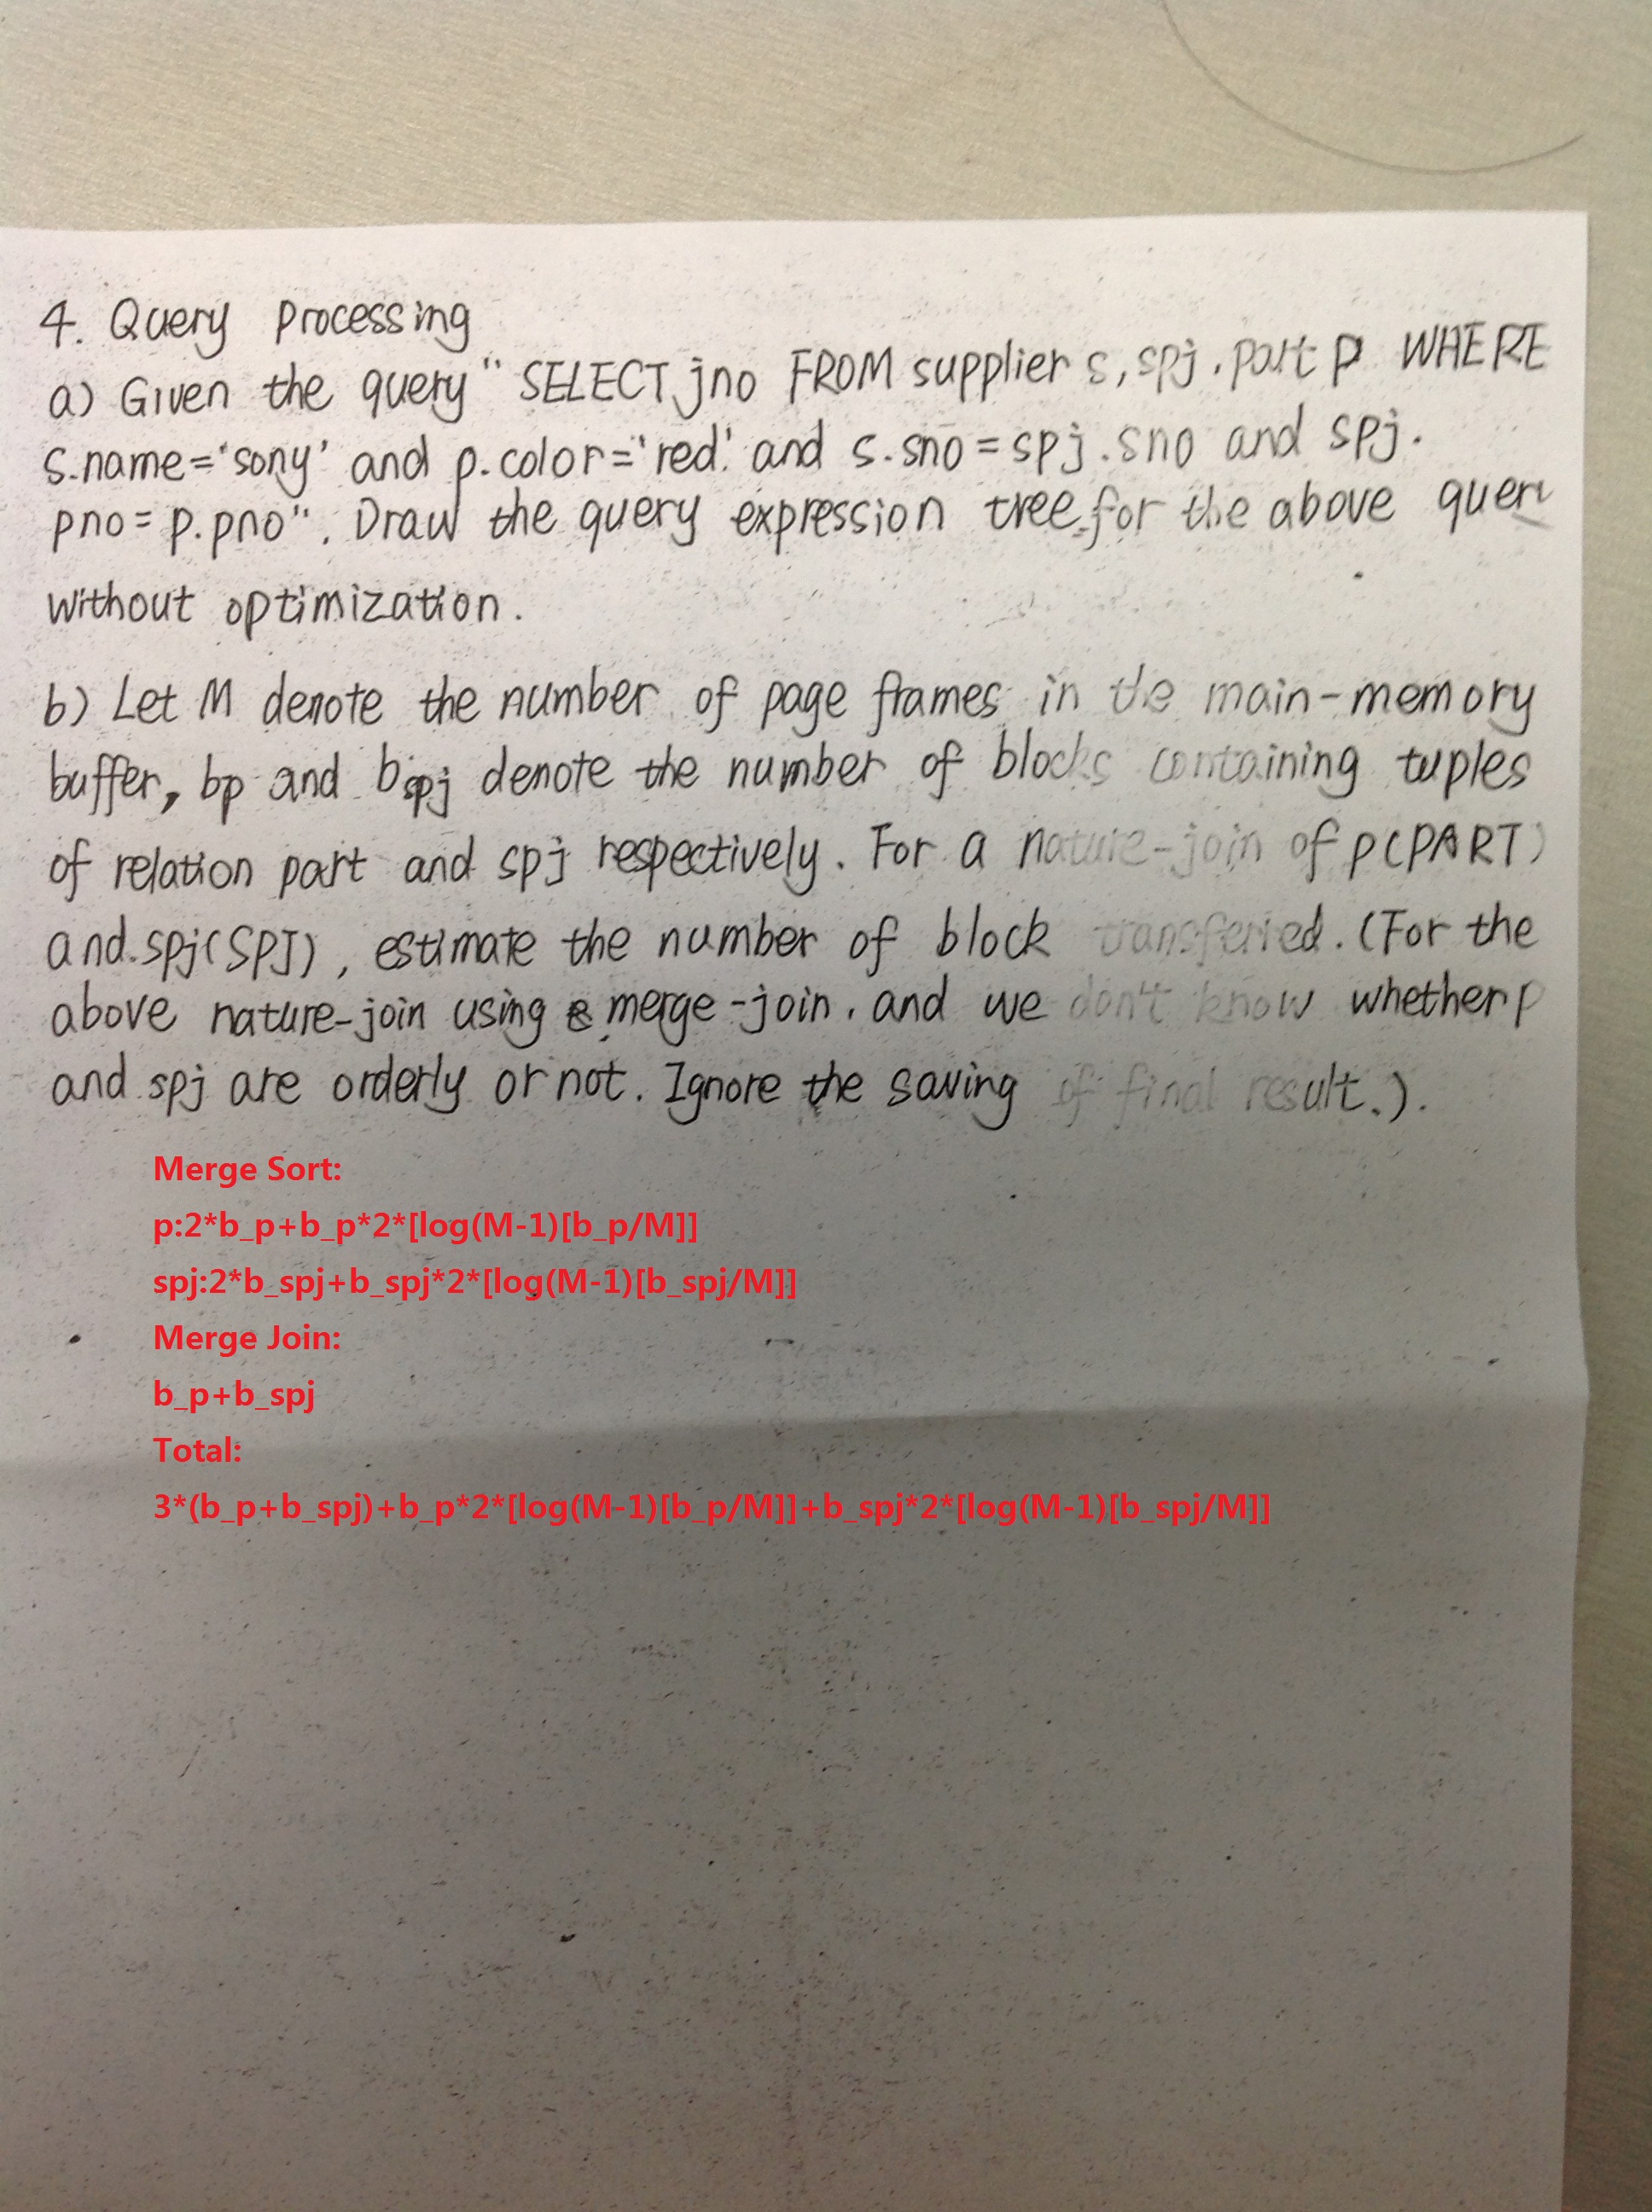 4. Query Processing
a) Given the query " SELECT jno FROM supplier s, spj, part p WHERE
s.name='sony' and p.color='red' and s.sno=spj.sno and spj.
pno=p.pno". Draw the query expression tree for the above query
without optimization.
b) Let M denote the number of page frames in the main-memory
buffer, bp and bspj denote the number of blocks containing tuples
of relation part and spj respectively. For a nature-join of p(PART)
and spj(SPJ), estimate the number of block transferred. (For the
above nature-join using merge-join, and we don't know whether p
and spj are orderly or not. Ignore the saving of final result.).
Merge Sort:
p:2*b_p+b_p*2*[log(M-1)[b_p/M]]
spj:2*b_spj+b_spj*2*[log(M-1)[b_spj/M]]
Merge Join:
b_p+b_spj
Total:
3*(b_p+b_spj)+b_p*2*[log(M-1)[b_p/M]]+b_spj*2*[log(M-1)[b_spj/M]]